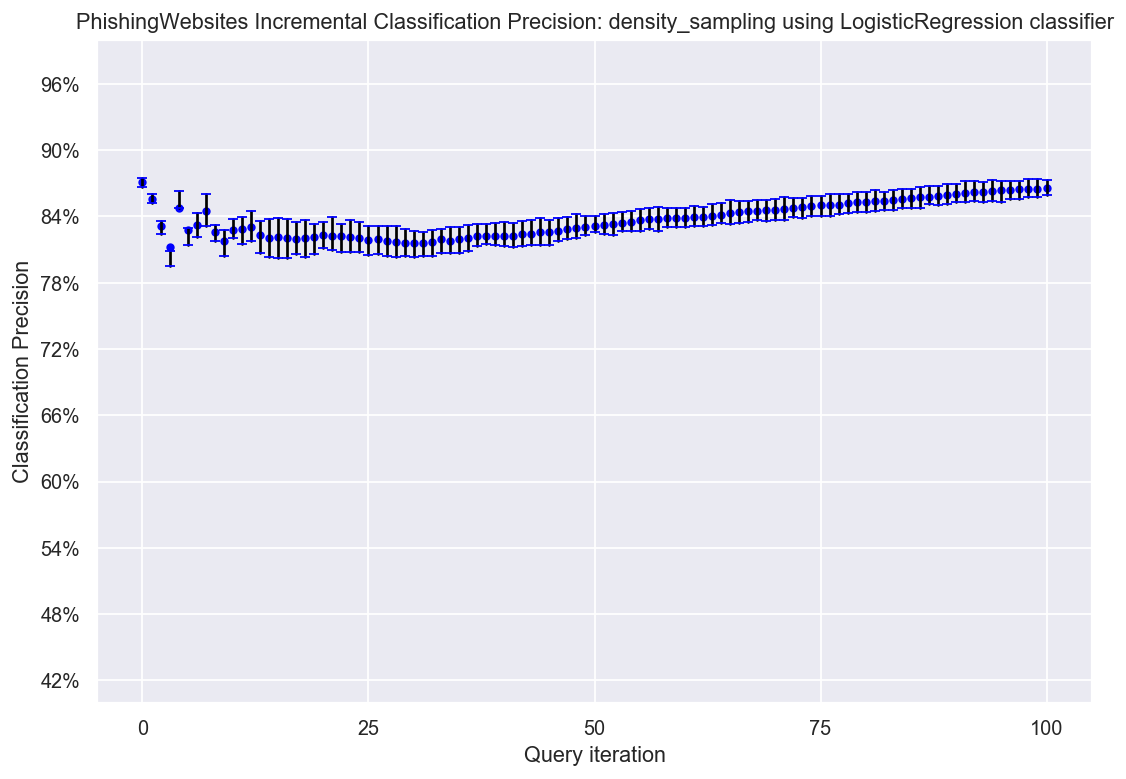 PhishingWebsites Incremental Classification Precision: density_sampling using LogisticRegression classifier
96%
90%
84%
78%
72%
66%
60%
54%
48%
42%
Classification Precision
0 25 50 75 100
Query iteration